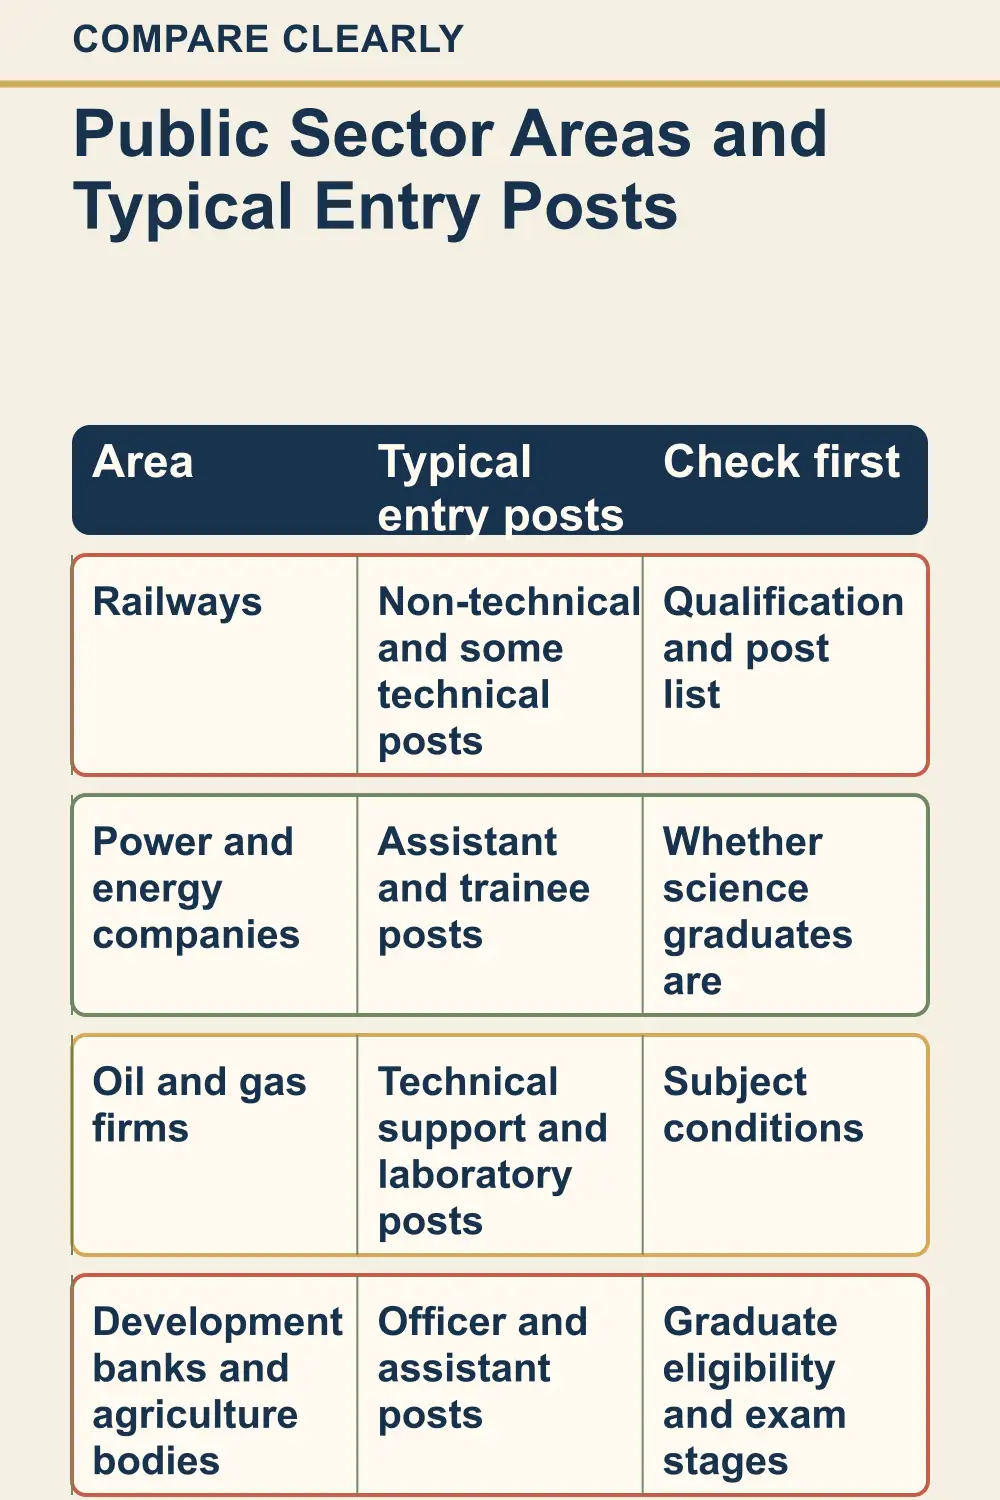 COMPARE CLEARLY
Public Sector Areas and
Typical Entry Posts
Area
Typical
entry posts
Check first
Railways
Non-technical
and some
technical
posts
Qualification
and post
list
Power and
energy
companies
Assistant
and trainee
posts
Whether
science
graduates
are
Oil and gas
firms
Technical
support and
laboratory
posts
Subject
conditions
Development
banks and
agriculture
bodies
Officer and
assistant
posts
Graduate
eligibility
and exam
stages